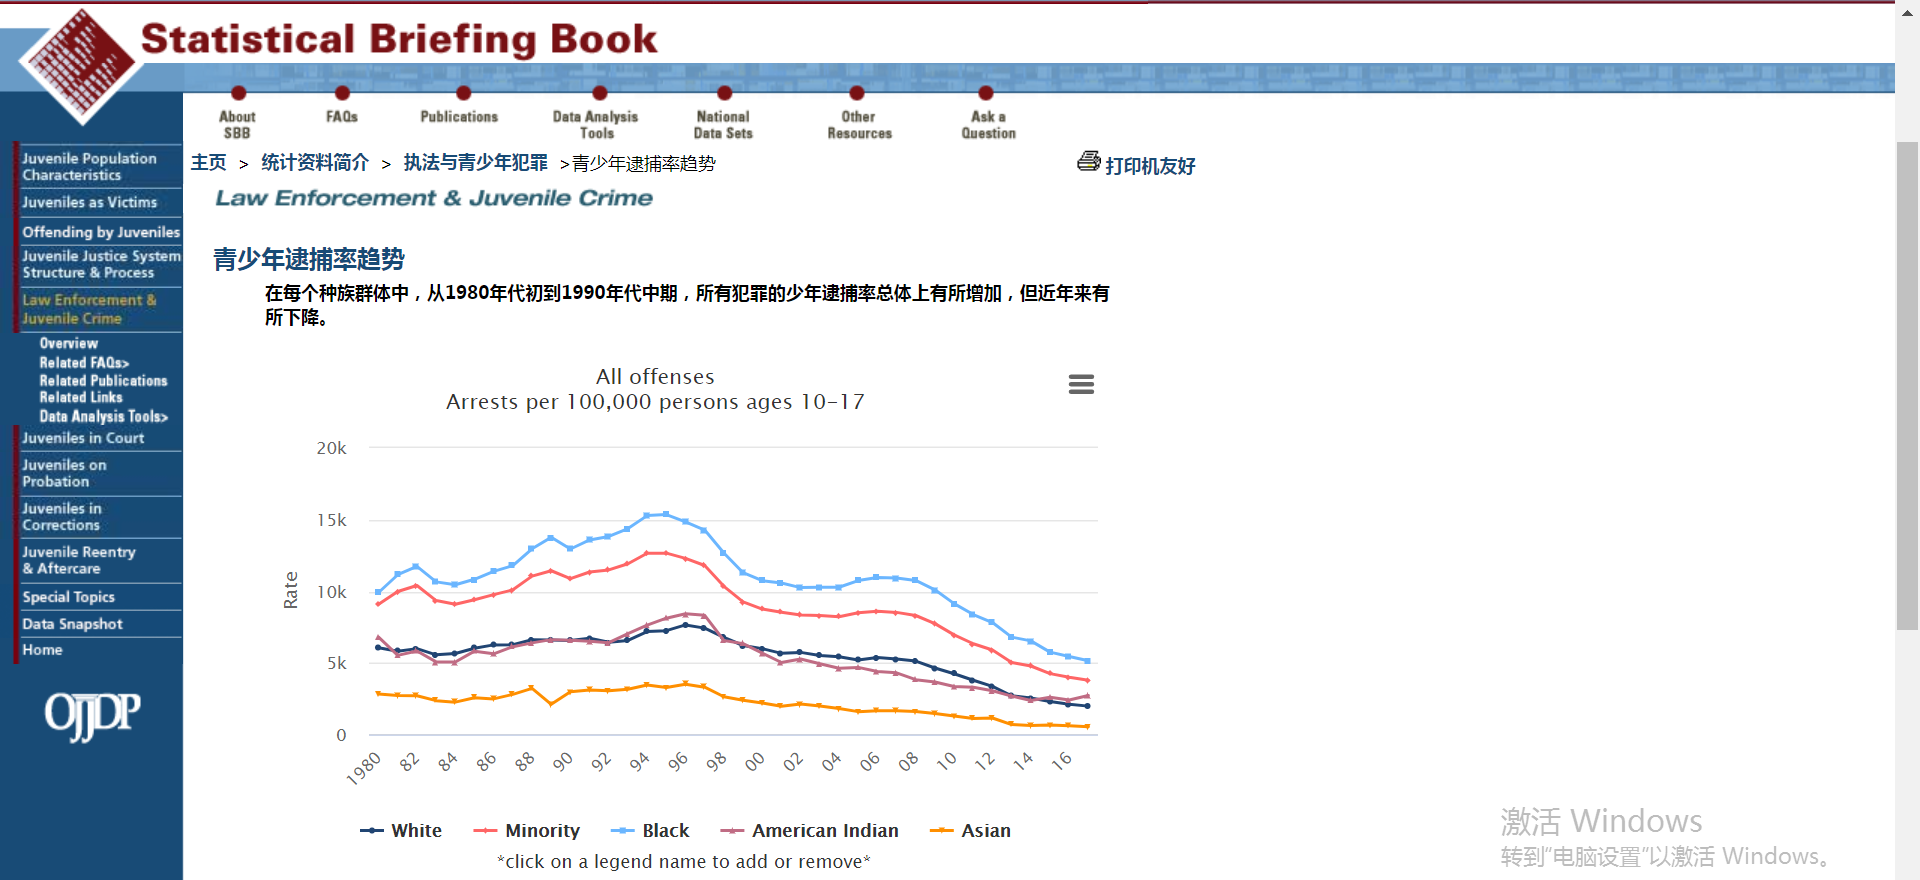 Statistical Briefing Book
About
SBB
FAQs
Publications
Data Analysis
Tools
National
Data Sets
Other
Resources
Ask a
Question
主页 > 统计资料简介 > 执法与青少年犯罪 >青少年逮捕率趋势
打印机友好
Law Enforcement & Juvenile Crime
Juvenile Population
Characteristics
Juveniles as Victims
Offending by Juveniles
Juvenile Justice System
Structure & Process
Law Enforcement &
Juvenile Crime
Overview
Related FAQs>
Related Publications
Related Links
Data Analysis Tools>
Juveniles in Court
Juveniles on
Probation
Juveniles in
Corrections
Juvenile Reentry
& Aftercare
Special Topics
Data Snapshot
Home
OJJDP
青少年逮捕率趋势
在每个种族群体中，从1980年代初到1990年代中期，所有犯罪的少年逮捕率总体上有所增加，但近年来有
所下降。
All offenses
Arrests per 100,000 persons ages 10-17
Rate
20k
15k
10k
5k
0
1980 82 84 86 88 90 92 94 96 98 00 02 04 06 08 10 12 14 16
White Minority Black American Indian Asian
*click on a legend name to add or remove*
激活 Windows
转到"电脑设置"以激活 Windows。